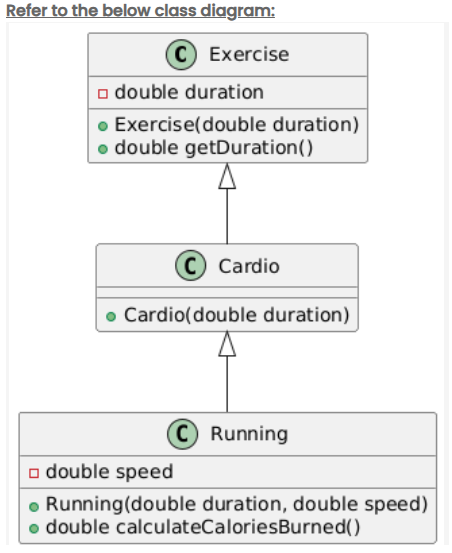 Refer to the below class diagram:
C Exercise
double duration
Exercise(double duration)
double getDuration()
C Cardio
Cardio(double duration)
C Running
double speed
Running(double duration, double speed)
double calculateCaloriesBurned()